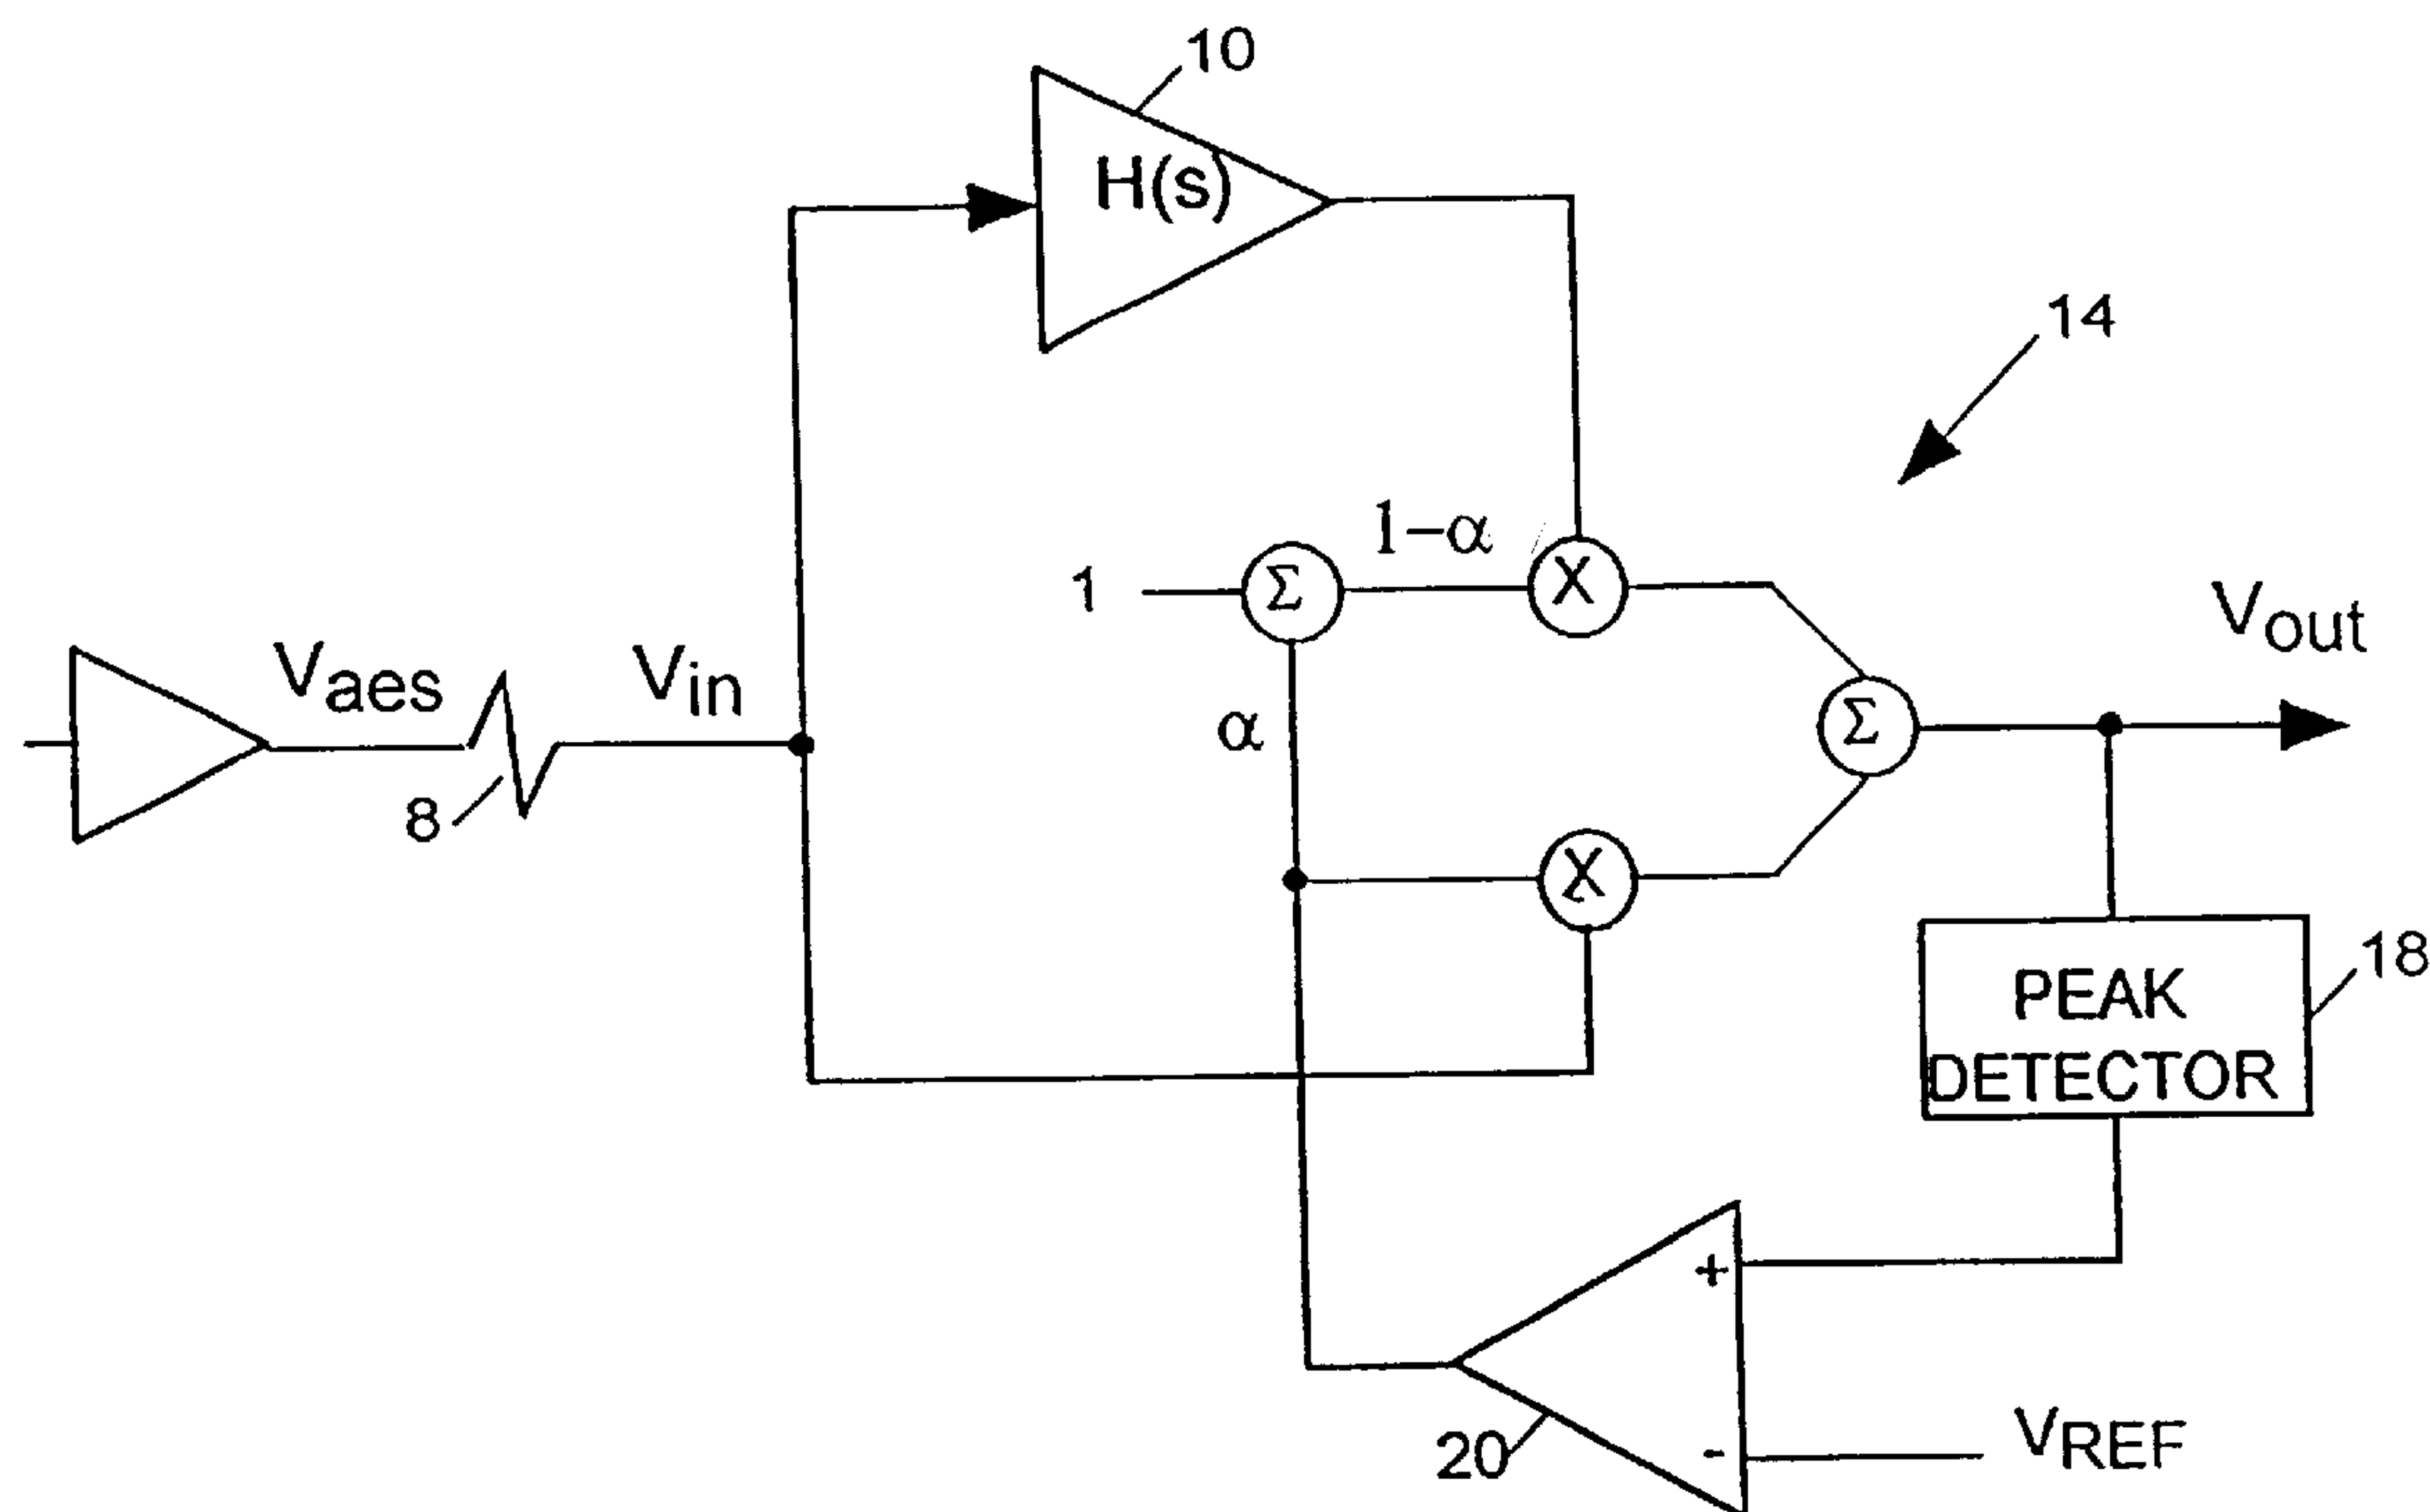 10
H(s)
14
1−α
Σ
X
1
Vout
Vaes
Vin
Σ
α
8
X
18
PEAK
DETECTOR
+
20
-
VREF